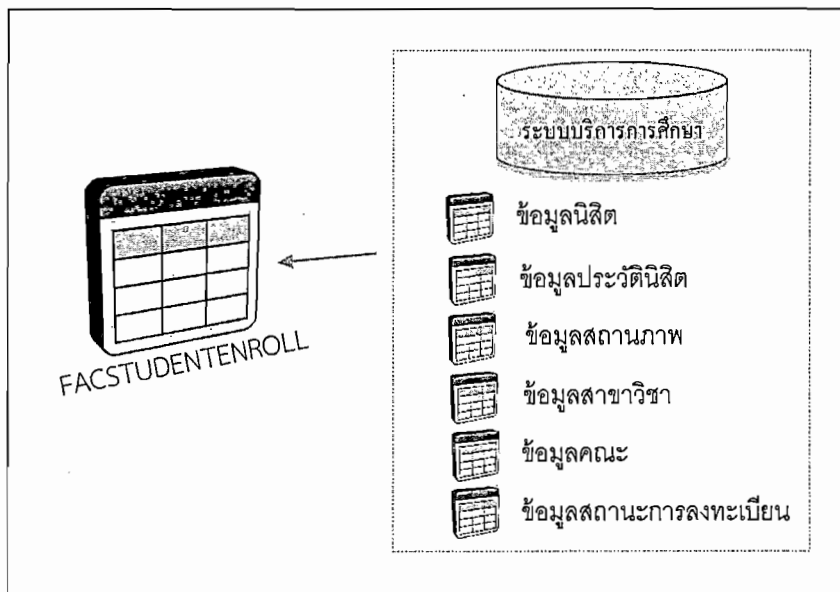 ระบบบริการการศึกษา
ข้อมูลนิสิต
ข้อมูลประวัตินิสิต
ข้อมูลสถานภาพ
ข้อมูลสาขาวิชา
ข้อมูลคณะ
ข้อมูลสถานะการลงทะเบียน
FACSTUDENTENROLL